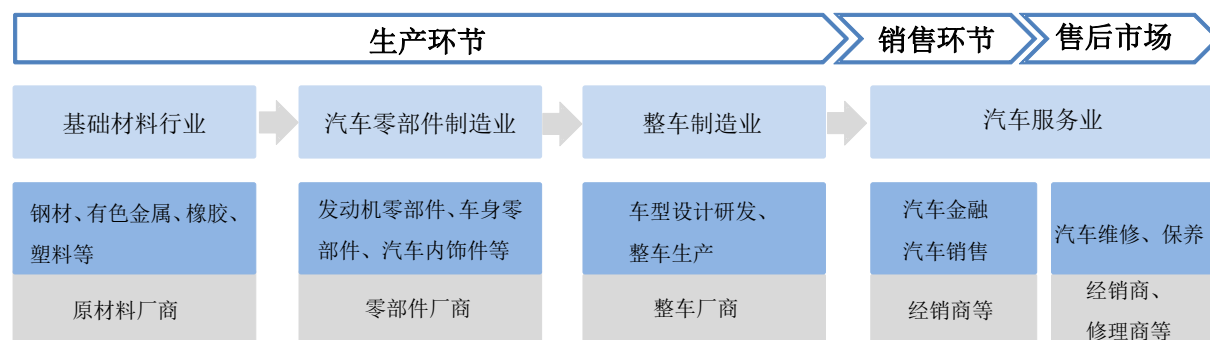 生产环节
销售环节
售后市场
基础材料行业
汽车零部件制造业
整车制造业
汽车服务业
钢材、有色金属、橡胶、
塑料等
发动机零部件、车身零
部件、汽车内饰件等
车型设计研发、
整车生产
汽车金融
汽车销售
汽车维修、保养
原材料厂商
零部件厂商
整车厂商
经销商等
经销商、
修理商等